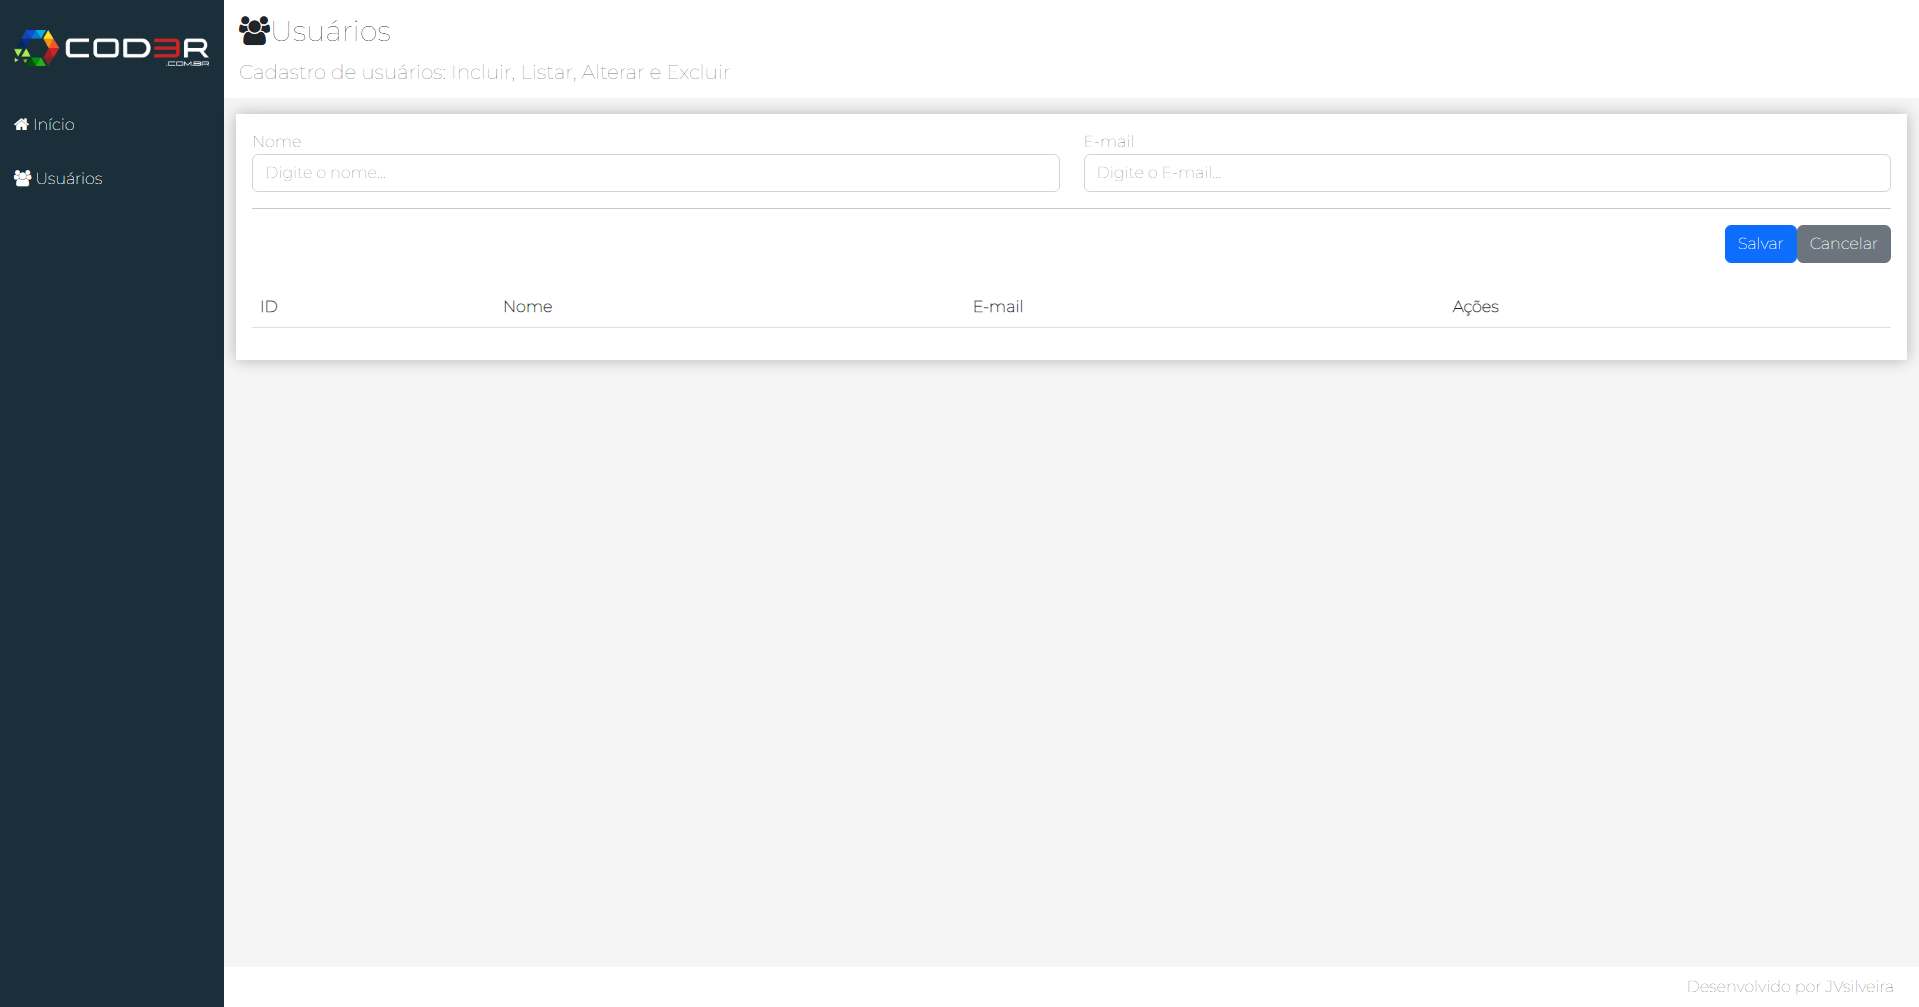 COD3R
.COM.BR
Início
Usuários
Usuários
Cadastro de usuários: Incluir, Listar, Alterar e Excluir
Nome
Digite o nome...
E-mail
Digite o E-mail...
Salvar Cancelar
ID Nome E-mail Ações
Desenvolvido por JVsilveira